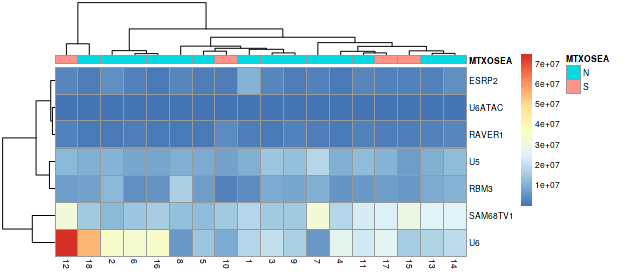 MTXOSEA
ESRP2
U6ATAC
RAVER1
U5
RBM3
SAM68TV1
U6
12
18
2
6
16
8
5
10
1
3
9
7
4
11
17
15
13
14
7e+07
6e+07
5e+07
4e+07
3e+07
2e+07
1e+07
MTXOSEA
N
S